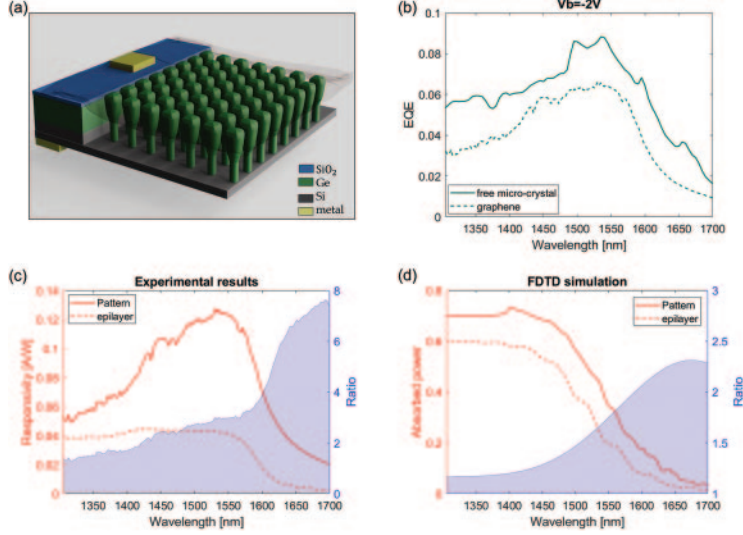 (a)
SiO₂
Ge
Si
metal
(b)
Vb=-2V
EQE
0.1
0.08
0.06
0.04
0.02
0
free micro-crystal
graphene
1350 1400 1450 1500 1550 1600 1650 1700
Wavelength [nm]
(c)
Experimental results
Responsivity [A/W]
0.14
0.12
0.1
0.08
0.06
0.04
0.02
0
Pattern
epilayer
8
6
4
2
0
Ratio
1350 1400 1450 1500 1550 1600 1650 1700
Wavelength [nm]
(d)
FDTD simulation
Absorbed power
0.8
0.6
0.4
0.2
0
Pattern
epilayer
3
2.5
2
1.5
1
Ratio
1350 1400 1450 1500 1550 1600 1650 1700
Wavelength [nm]